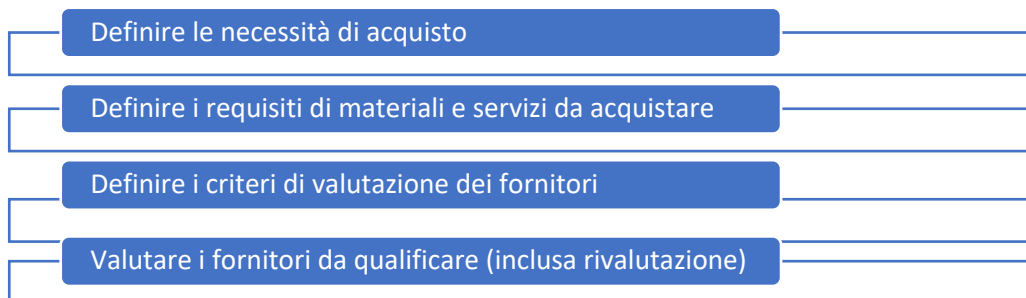 Definire le necessità di acquisto
Definire i requisiti di materiali e servizi da acquistare
Definire i criteri di valutazione dei fornitori
Valutare i fornitori da qualificare (inclusa rivalutazione)